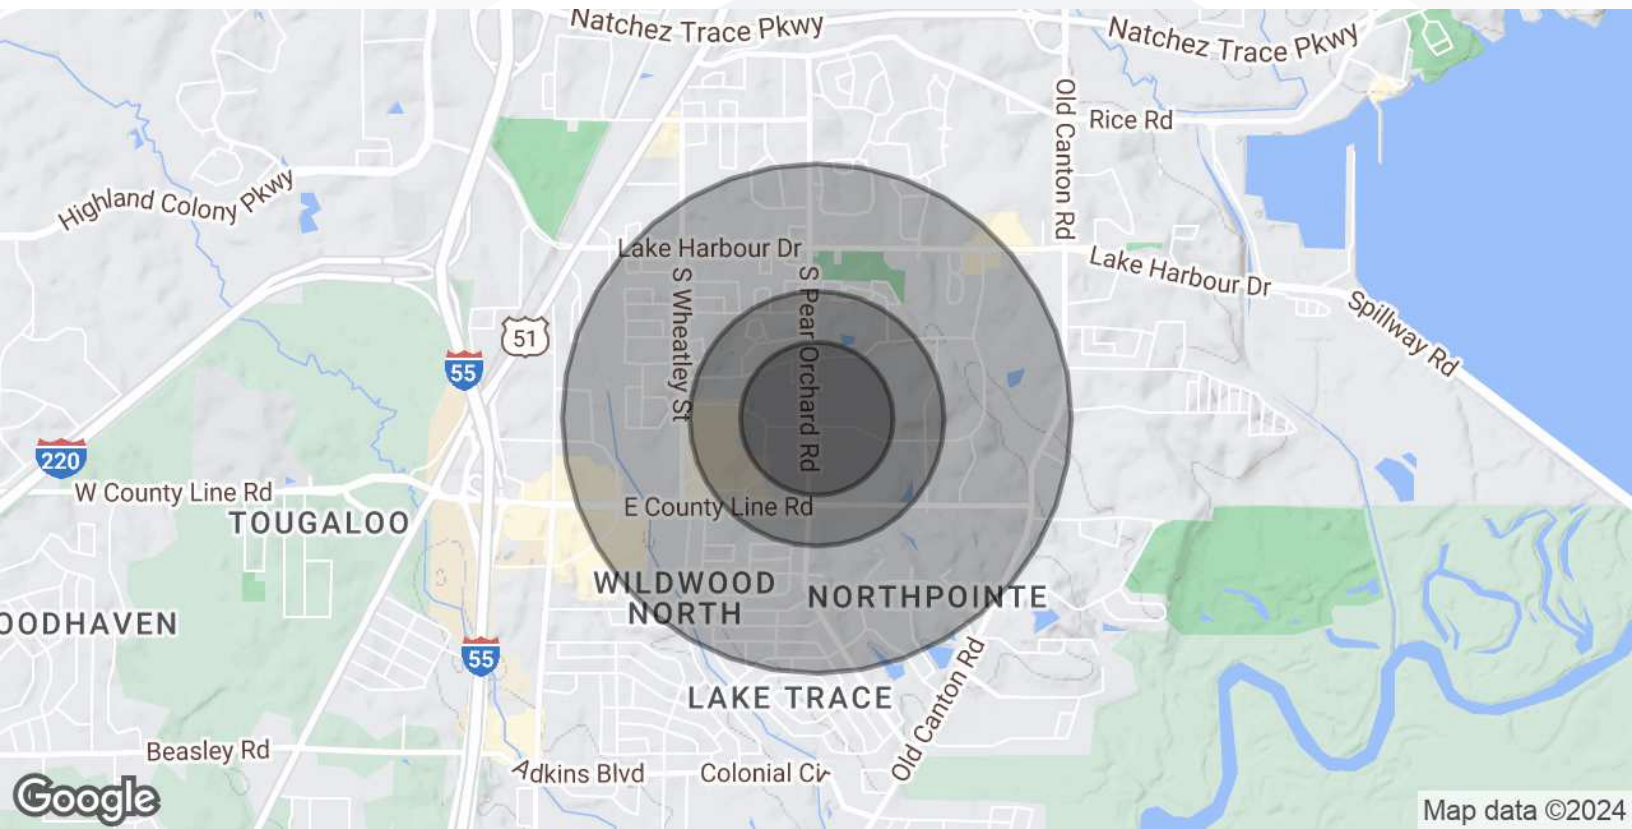 Natchez Trace Pkwy
Natchez Trace Pkwy
Old Canton Rd
Rice Rd
Highland Colony Pkwy
Lake Harbour Dr
Lake Harbour Dr
S Wheatley St
S Pear Orchard Rd
Spillway Rd
51
55
220
W County Line Rd
E County Line Rd
TOUGALOO
WILDWOOD
NORTH
NORTHPOINTE
OODHAVEN
55
LAKE TRACE
Old Canton Rd
Beasley Rd
Adkins Blvd
Colonial Cir
Google
Map data ©2024